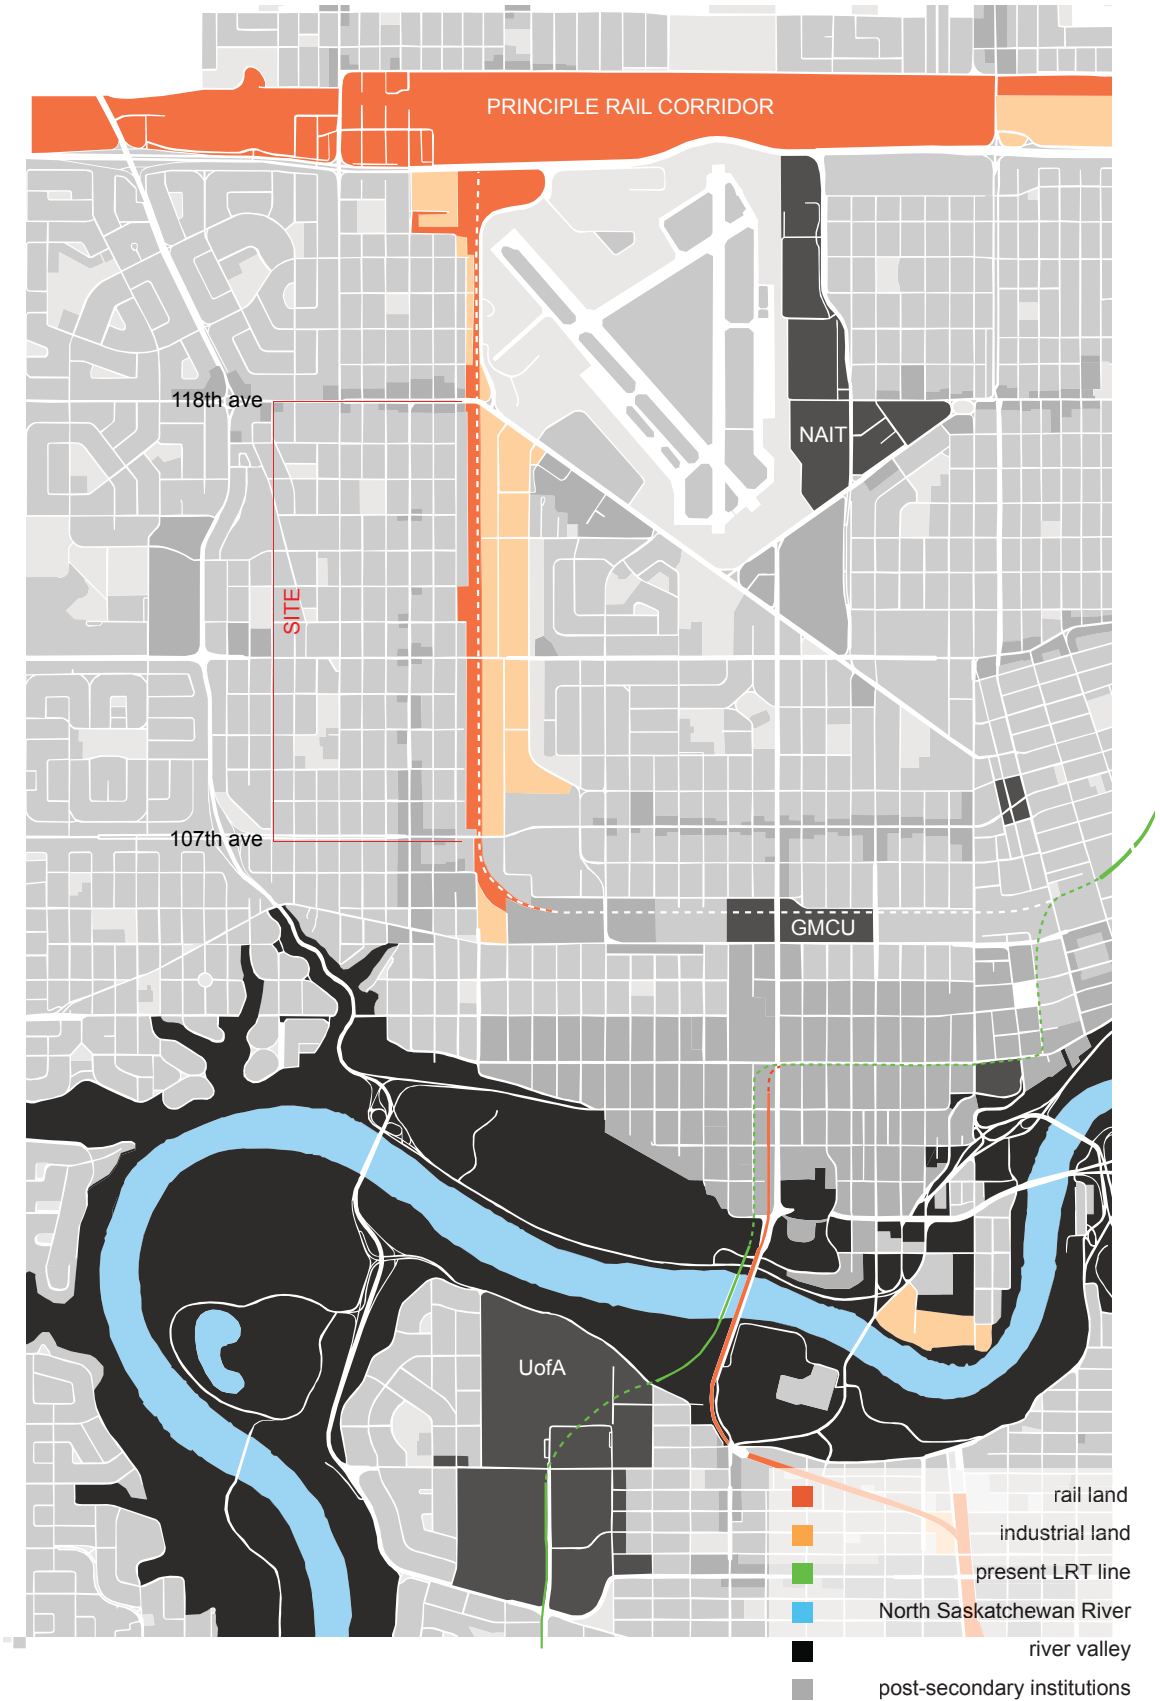 PRINCIPLE RAIL CORRIDOR
118th ave
NAIT
SITE
107th ave
GMCU
UofA
rail land
industrial land
present LRT line
North Saskatchewan River
river valley
post-secondary institutions